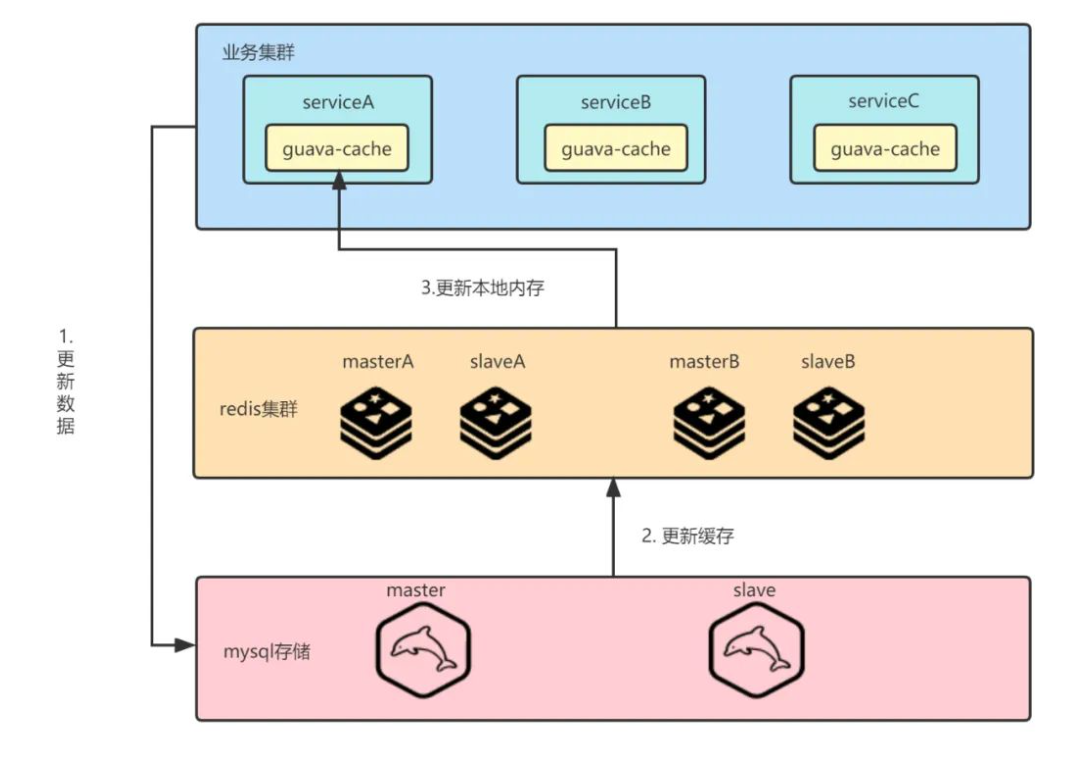 业务集群
serviceA
serviceB
serviceC
guava-cache
guava-cache
guava-cache
3.更新本地内存
1.
更
新
数
据
masterA
slaveA
masterB
slaveB
redis集群
2. 更新缓存
master
slave
mysql存储